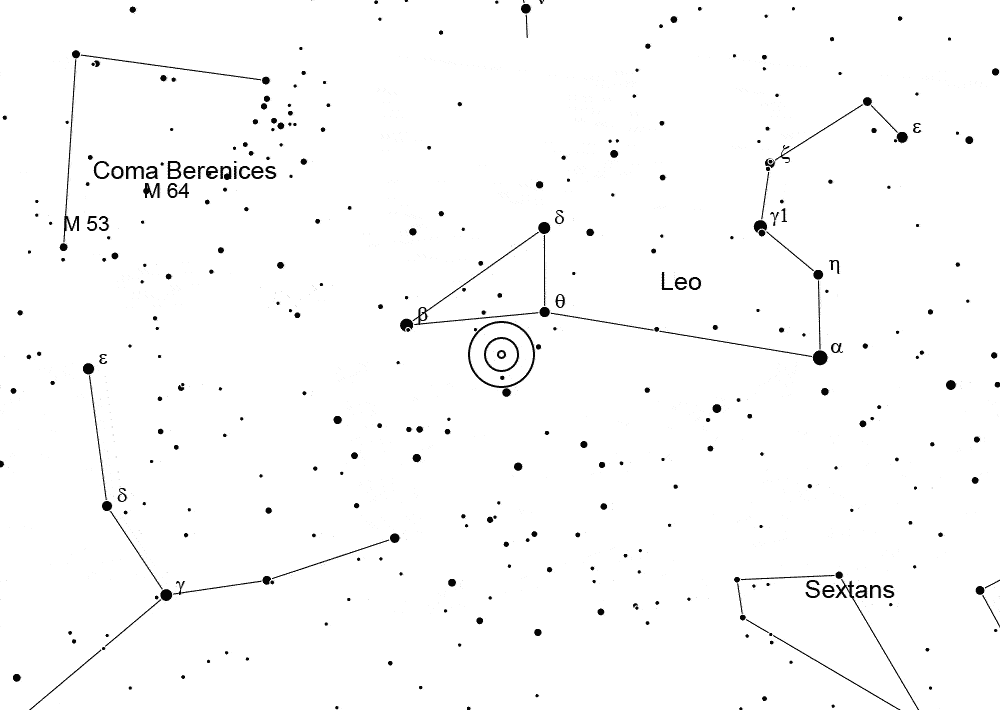 ε
ζ
Coma Berenices
M 64
γ1
δ
M 53
η
Leo
θ
β
α
ε
δ
γ
Sextans